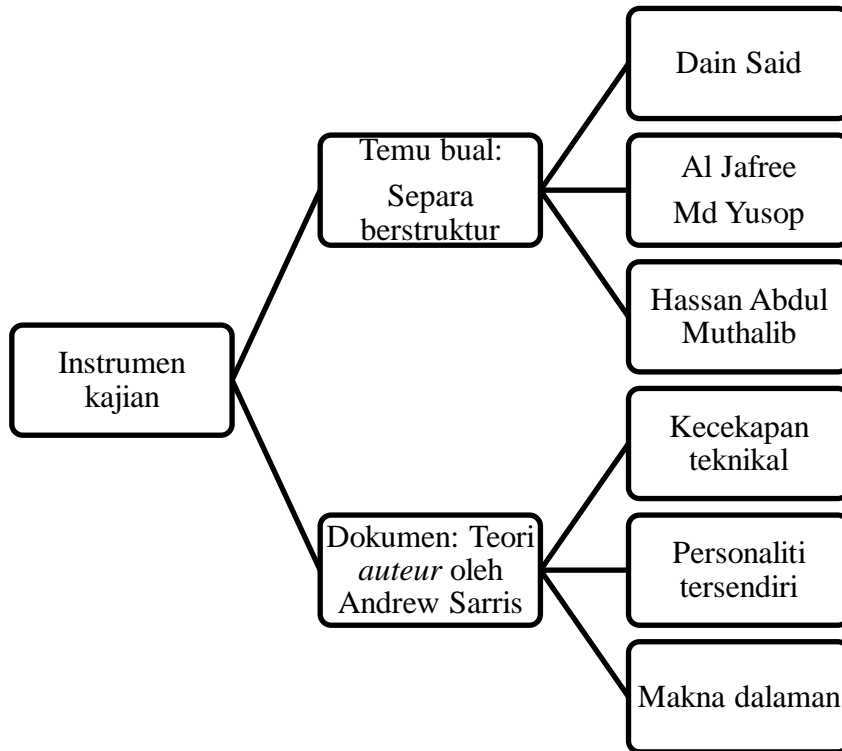 Instrumen
kajian
Temu bual:
Separa
berstruktur
Dain Said
Al Jafree
Md Yusop
Hassan Abdul
Muthalib
Dokumen: Teori
auteur oleh
Andrew Sarris
Kecekapan
teknikal
Personaliti
tersendiri
Makna dalaman